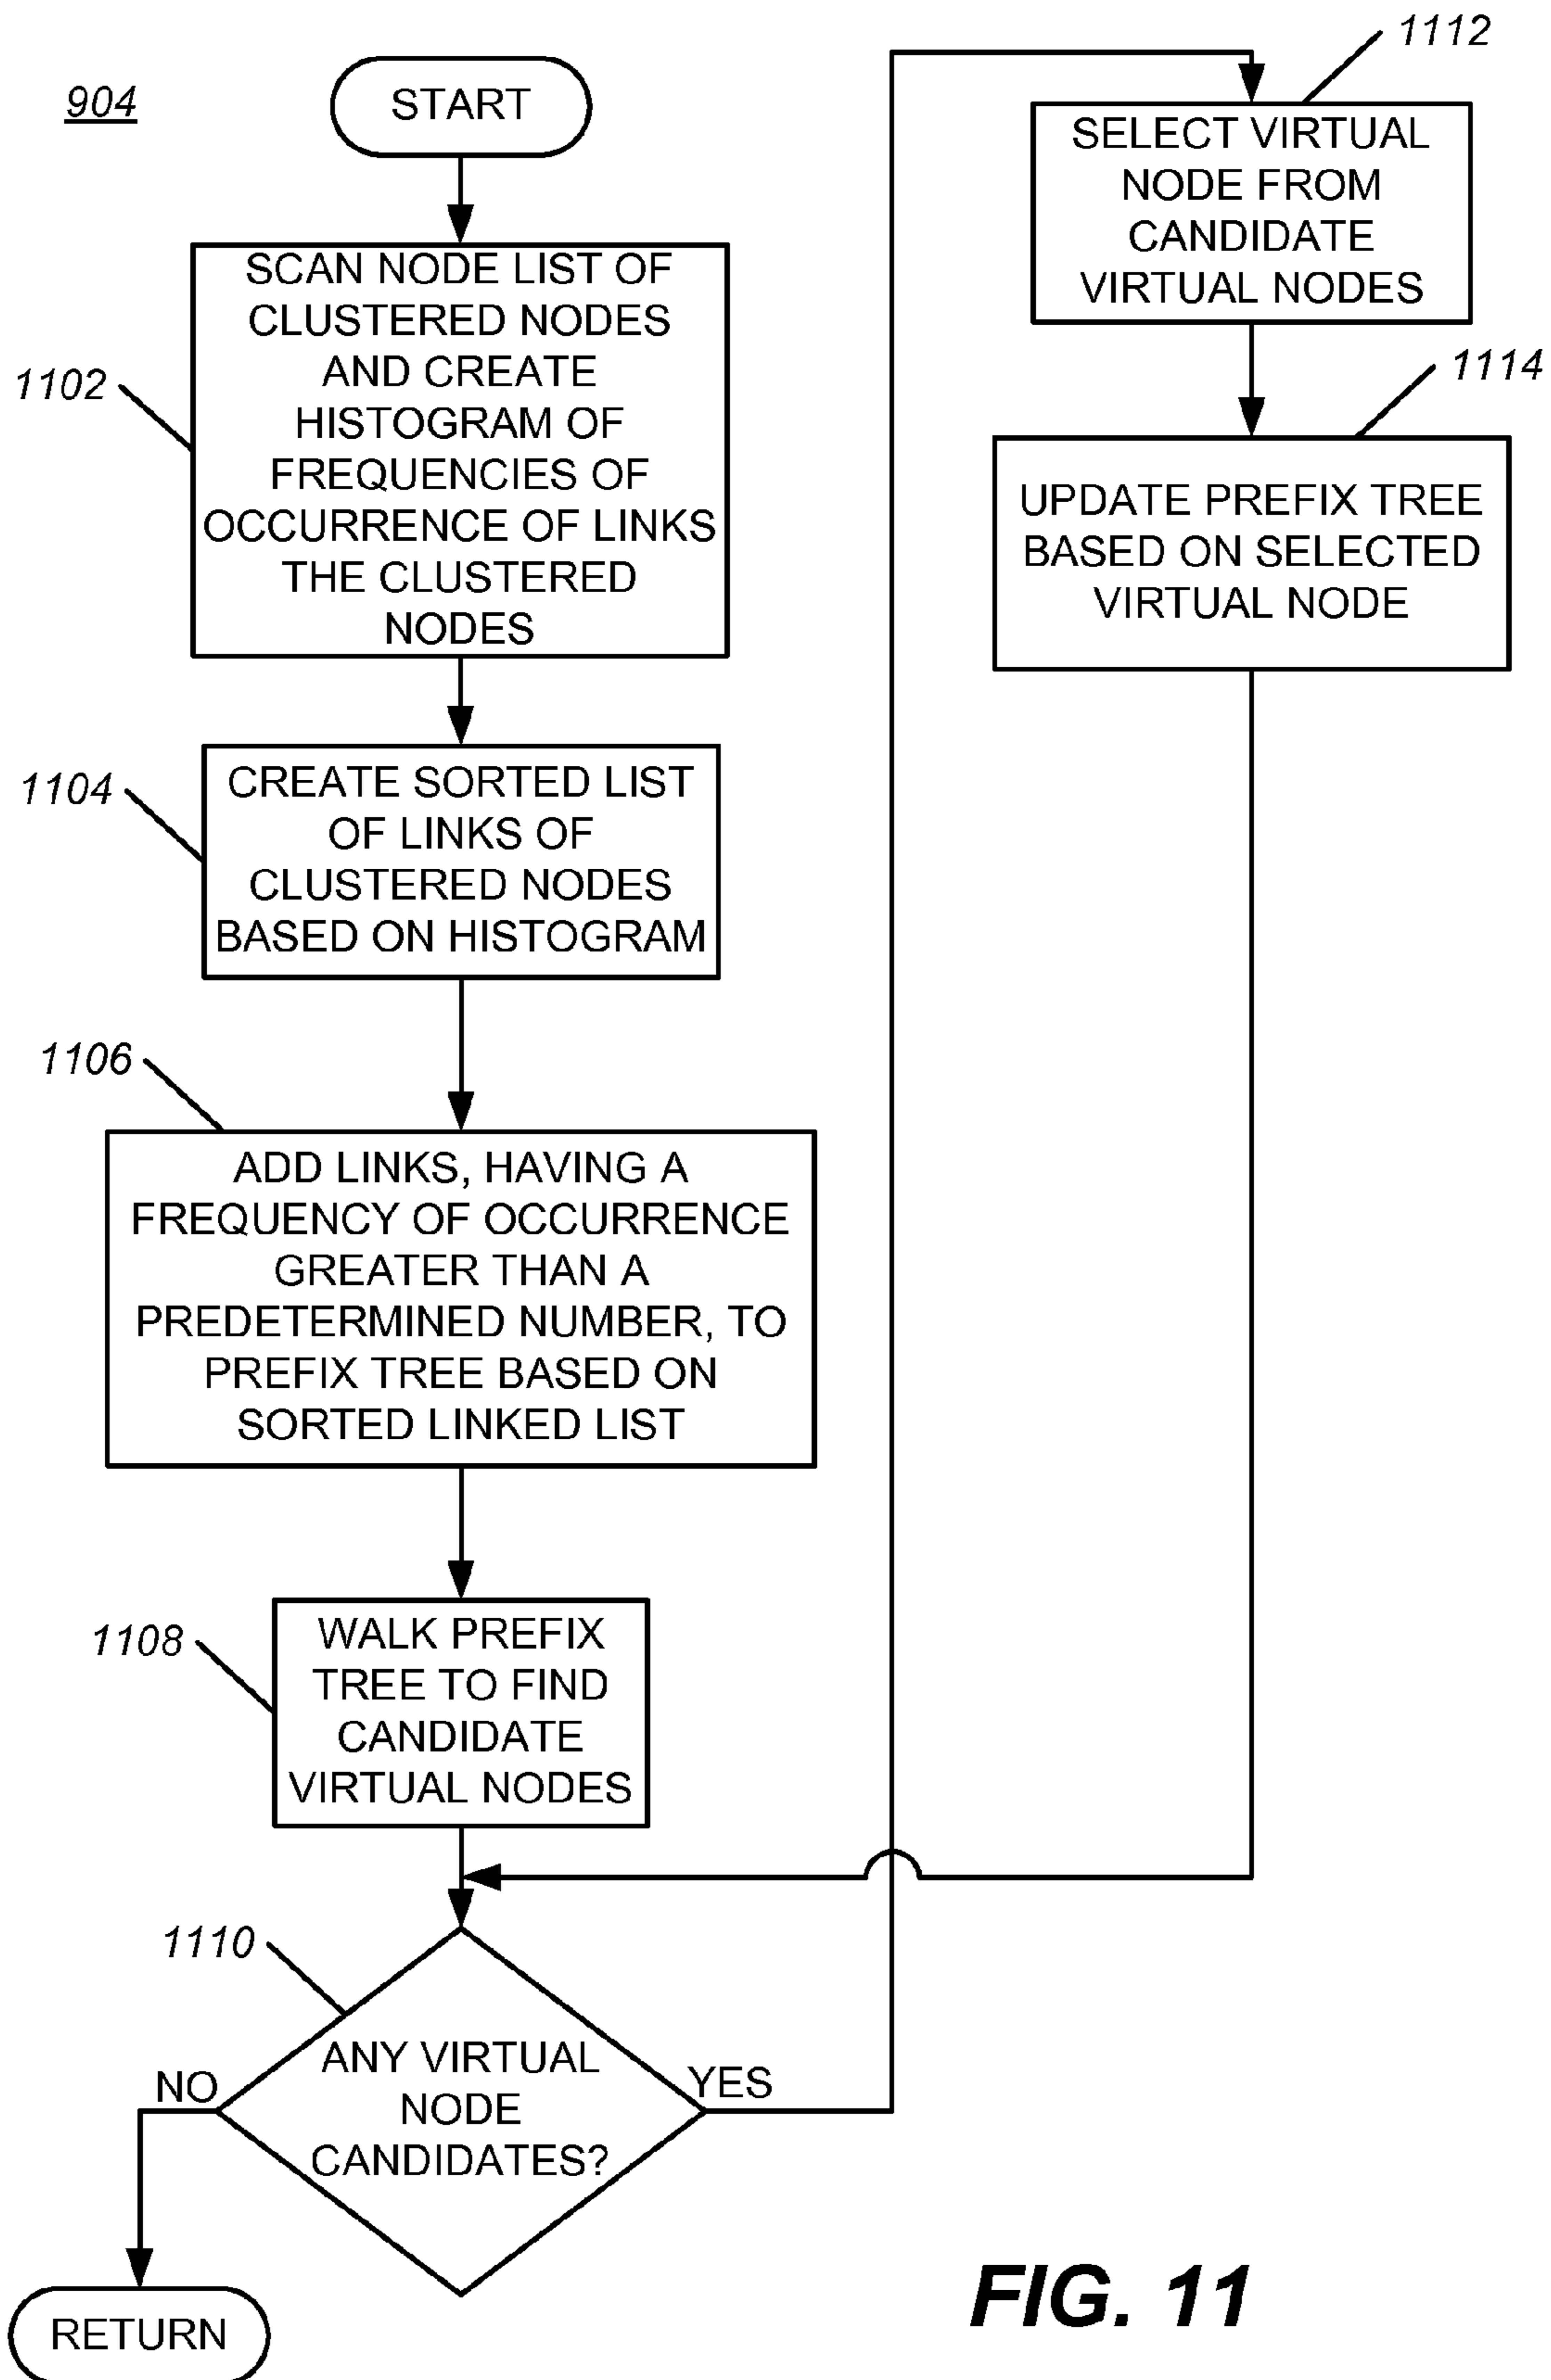 904
START
1102
SCAN NODE LIST OF
CLUSTERED NODES
AND CREATE
HISTOGRAM OF
FREQUENCIES OF
OCCURRENCE OF LINKS
THE CLUSTERED
NODES
1104
CREATE SORTED LIST
OF LINKS OF
CLUSTERED NODES
BASED ON HISTOGRAM
1106
ADD LINKS, HAVING A
FREQUENCY OF OCCURRENCE
GREATER THAN A
PREDETERMINED NUMBER, TO
PREFIX TREE BASED ON
SORTED LINKED LIST
1108
WALK PREFIX
TREE TO FIND
CANDIDATE
VIRTUAL NODES
1110
ANY VIRTUAL
NODE
CANDIDATES?
NO
YES
RETURN
1112
SELECT VIRTUAL
NODE FROM
CANDIDATE
VIRTUAL NODES
1114
UPDATE PREFIX TREE
BASED ON SELECTED
VIRTUAL NODE
FIG. 11